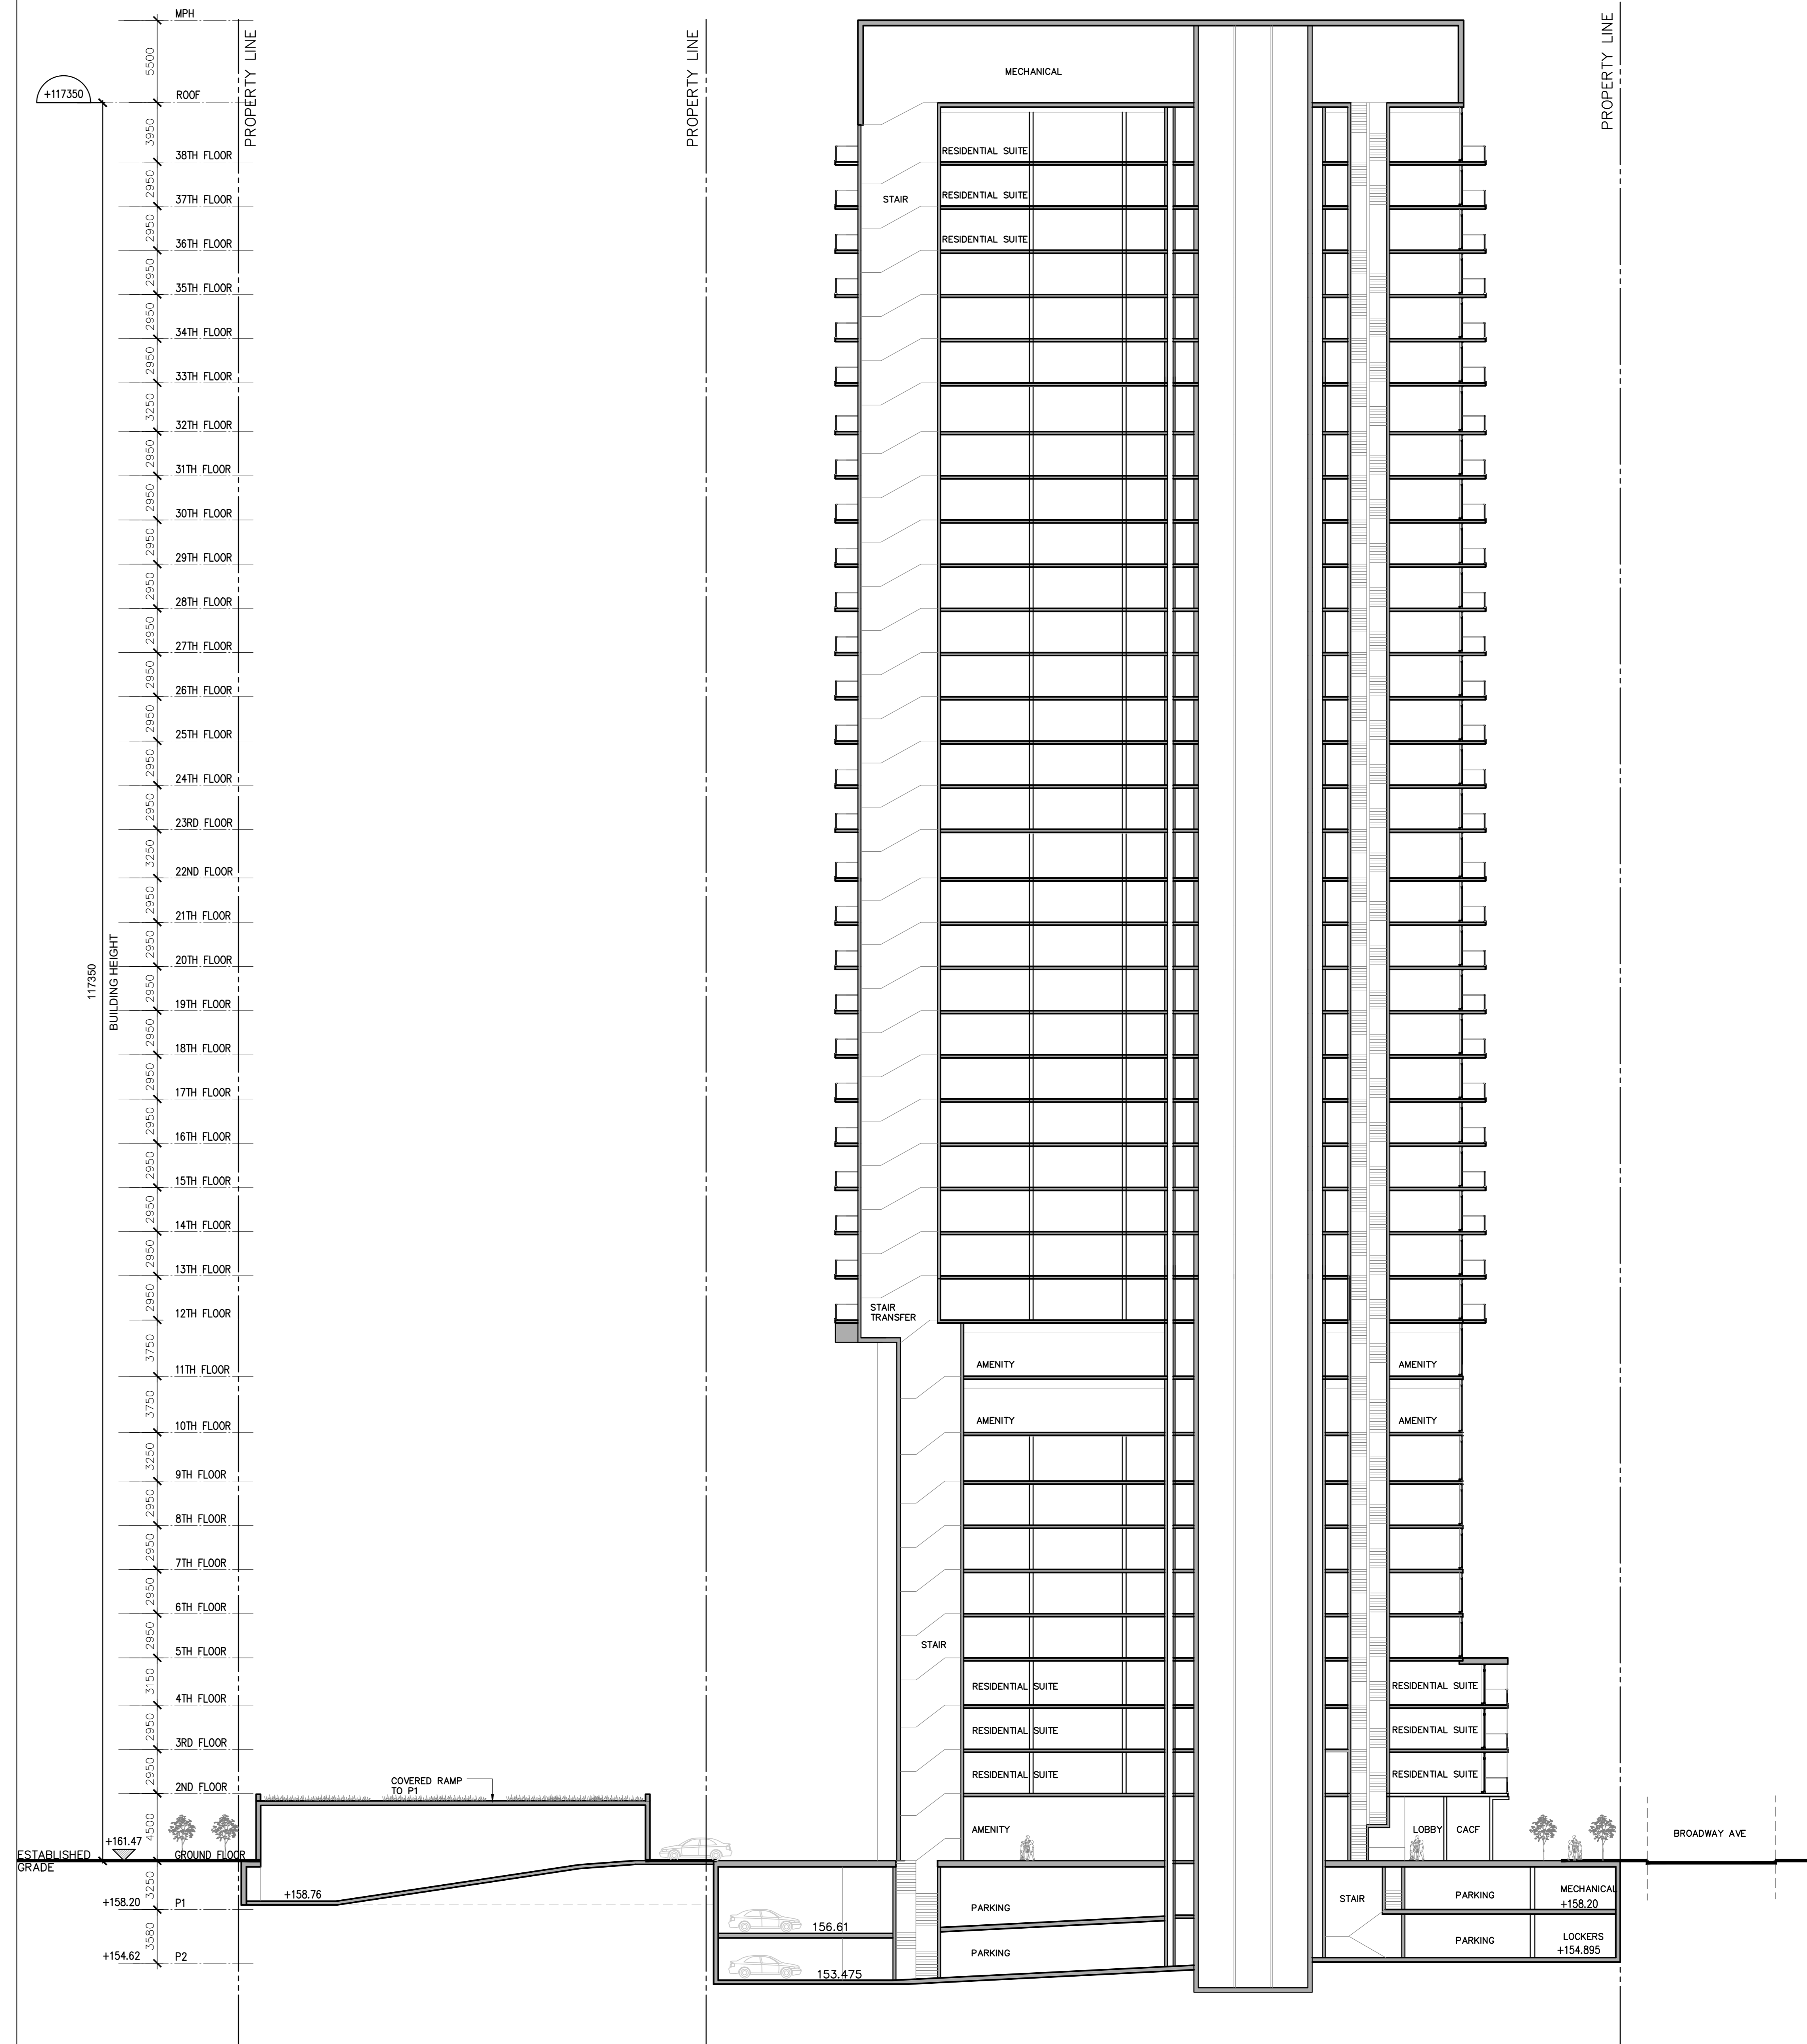 MPH
5500
PROPERTY LINE
PROPERTY LINE
PROPERTY LINE
MECHANICAL
+117350
ROOF
3950
38TH FLOOR
RESIDENTIAL SUITE
2950
37TH FLOOR
STAIR
RESIDENTIAL SUITE
2950
36TH FLOOR
RESIDENTIAL SUITE
2950
35TH FLOOR
2950
34TH FLOOR
2950
33TH FLOOR
3250
32TH FLOOR
2950
31TH FLOOR
2950
30TH FLOOR
2950
29TH FLOOR
2950
28TH FLOOR
2950
27TH FLOOR
2950
26TH FLOOR
2950
25TH FLOOR
2950
24TH FLOOR
2950
23RD FLOOR
3250
22ND FLOOR
2950
21TH FLOOR
2950
20TH FLOOR
117350
BUILDING HEIGHT
2950
19TH FLOOR
2950
18TH FLOOR
2950
17TH FLOOR
2950
16TH FLOOR
2950
15TH FLOOR
2950
14TH FLOOR
2950
13TH FLOOR
2950
12TH FLOOR
STAIR
TRANSFER
3750
11TH FLOOR
AMENITY
AMENITY
3750
10TH FLOOR
AMENITY
AMENITY
3250
9TH FLOOR
2950
8TH FLOOR
2950
7TH FLOOR
2950
6TH FLOOR
2950
5TH FLOOR
STAIR
3150
4TH FLOOR
RESIDENTIAL SUITE
RESIDENTIAL SUITE
2950
3RD FLOOR
RESIDENTIAL SUITE
RESIDENTIAL SUITE
2950
2ND FLOOR
RESIDENTIAL SUITE
RESIDENTIAL SUITE
COVERED RAMP
TO P1
4500
AMENITY
LOBBY
CACF
BROADWAY AVE
+161.47
ESTABLISHED
GRADE
GROUND FLOOR
3250
+158.76
+158.20
P1
STAIR
PARKING
MECHANICAL
+158.20
PARKING
156.61
3580
+154.62
P2
PARKING
PARKING
LOCKERS
+154.895
153.475